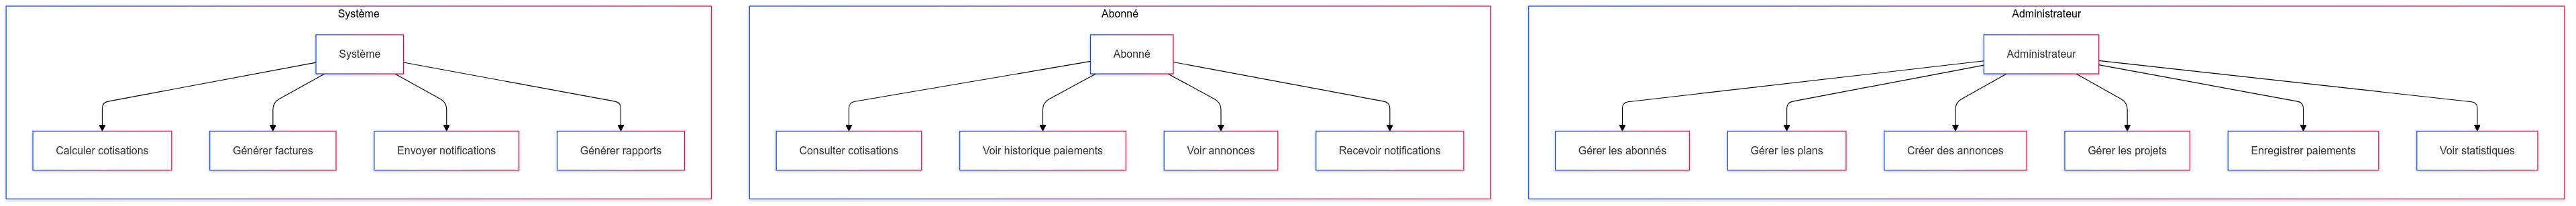 Système
Système
Calculer cotisations
Générer factures
Envoyer notifications
Générer rapports
Abonné
Abonné
Consulter cotisations
Voir historique paiements
Voir annonces
Recevoir notifications
Administrateur
Administrateur
Gérer les abonnés
Gérer les plans
Créer des annonces
Gérer les projets
Enregistrer paiements
Voir statistiques